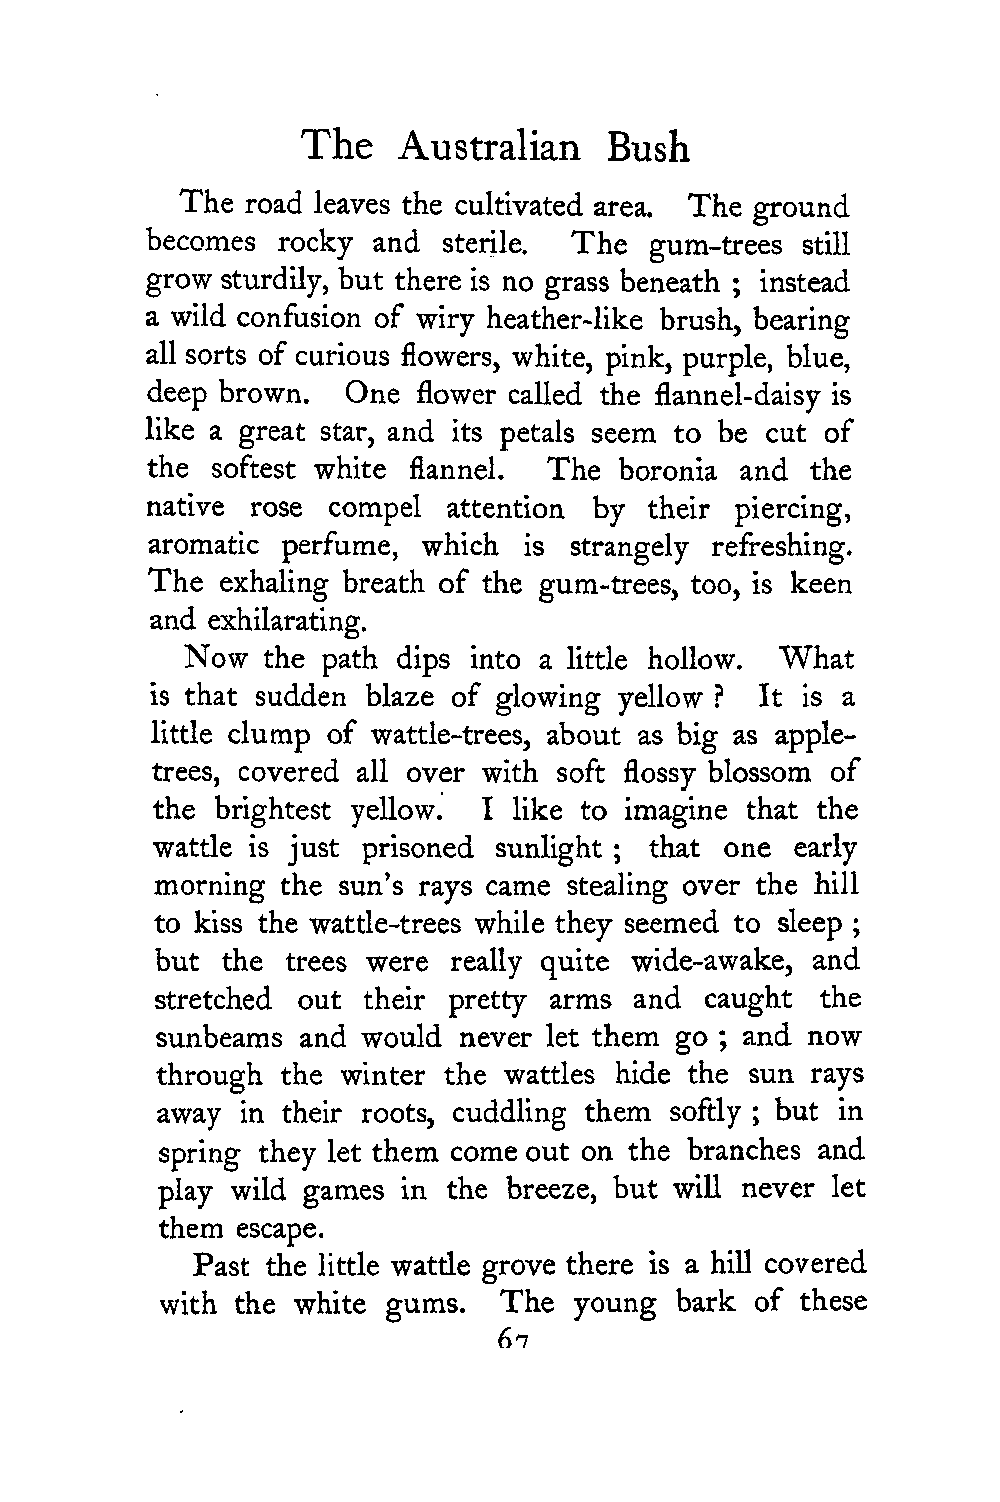 The Australian Bush
The road leaves the cultivated area. The ground
becomes rocky and sterile. The gum-trees still
grow sturdily, but there is no grass beneath ; instead
a wild confusion of wiry heather-like brush, bearing
all sorts of curious flowers, white, pink, purple, blue,
deep brown. One flower called the flannel-daisy is
like a great star, and its petals seem to be cut of
the softest white flannel. The boronia and the
native rose compel attention by their piercing,
aromatic perfume, which is strangely refreshing.
The exhaling breath of the gum-trees, too, is keen
and exhilarating.
Now the path dips into a little hollow. What
is that sudden blaze of glowing yellow ? It is a
little clump of wattle-trees, about as big as apple-
trees, covered all over with soft flossy blossom of
the brightest yellow. I like to imagine that the
wattle is just prisoned sunlight ; that one early
morning the sun's rays came stealing over the hill
to kiss the wattle-trees while they seemed to sleep ;
but the trees were really quite wide-awake, and
stretched out their pretty arms and caught the
sunbeams and would never let them go ; and now
through the winter the wattles hide the sun rays
away in their roots, cuddling them softly ; but in
spring they let them come out on the branches and
play wild games in the breeze, but will never let
them escape.
Past the little wattle grove there is a hill covered
with the white gums. The young bark of these
67